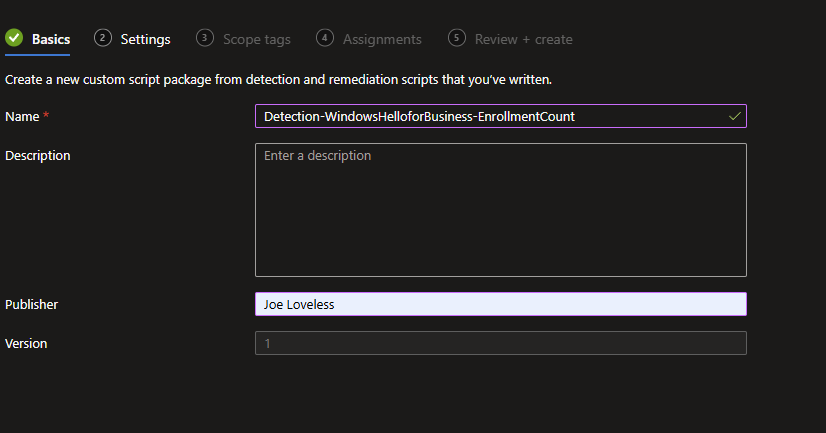 Basics 2 Settings 3 Scope tags 4 Assignments 5 Review + create
Create a new custom script package from detection and remediation scripts that you've written.
Name * Detection-WindowsHelloforBusiness-EnrollmentCount
Description Enter a description
Publisher Joe Loveless
Version 1